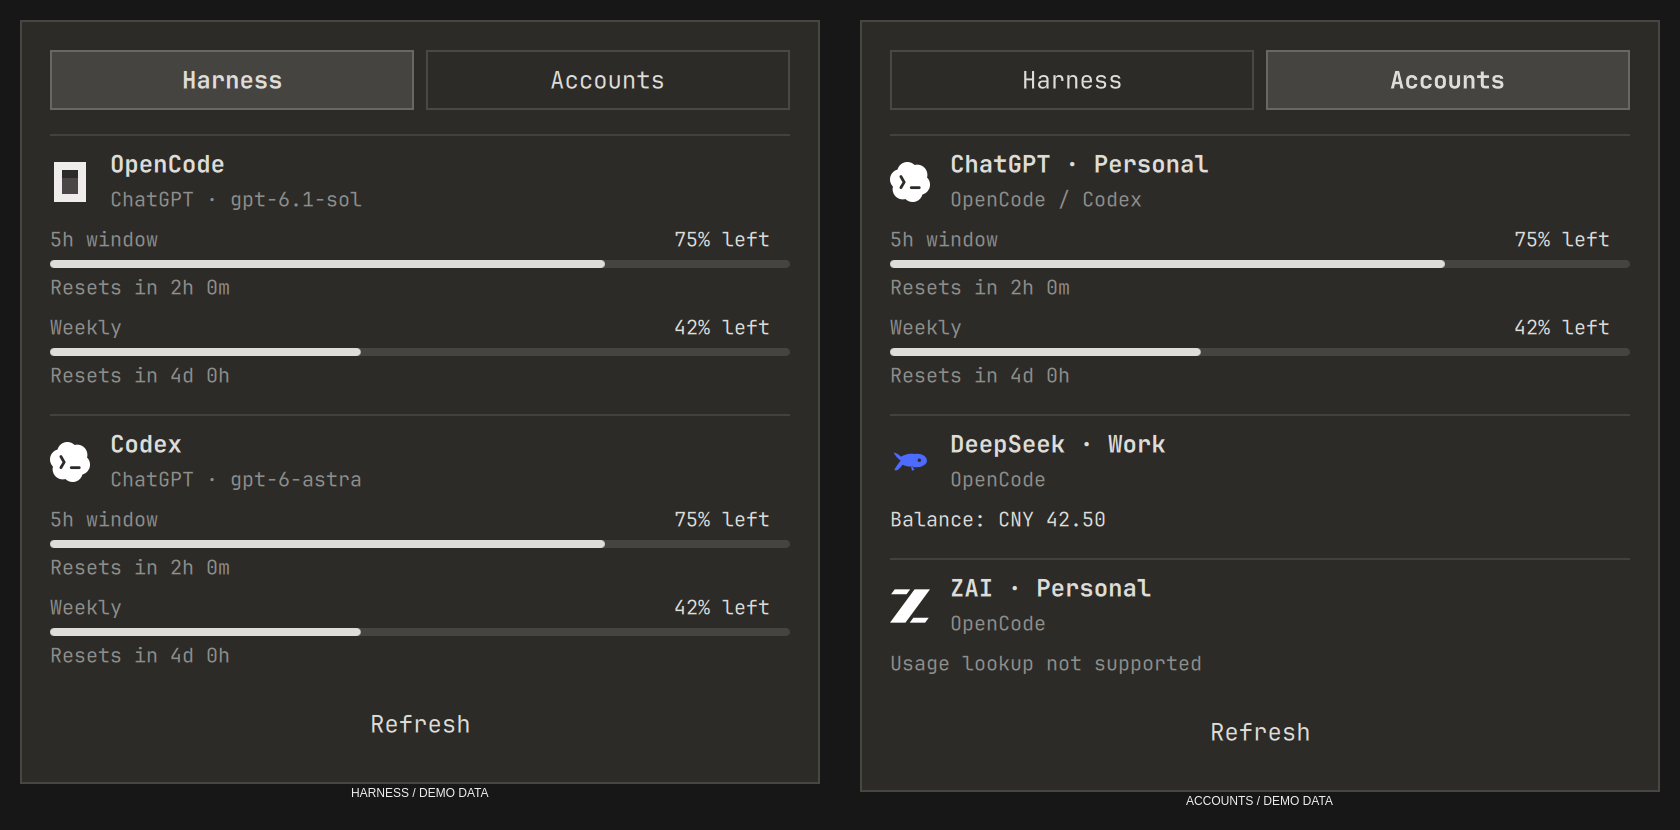 Harness
Accounts
OpenCode
ChatGPT · gpt-6.1-sol
5h window
75% left
Resets in 2h 0m
Weekly
42% left
Resets in 4d 0h
Codex
ChatGPT · gpt-6-astra
5h window
75% left
Resets in 2h 0m
Weekly
42% left
Resets in 4d 0h
Refresh
HARNESS / DEMO DATA
Harness
Accounts
ChatGPT · Personal
OpenCode / Codex
5h window
75% left
Resets in 2h 0m
Weekly
42% left
Resets in 4d 0h
DeepSeek · Work
OpenCode
Balance: CNY 42.50
ZAI · Personal
OpenCode
Usage lookup not supported
Refresh
ACCOUNTS / DEMO DATA